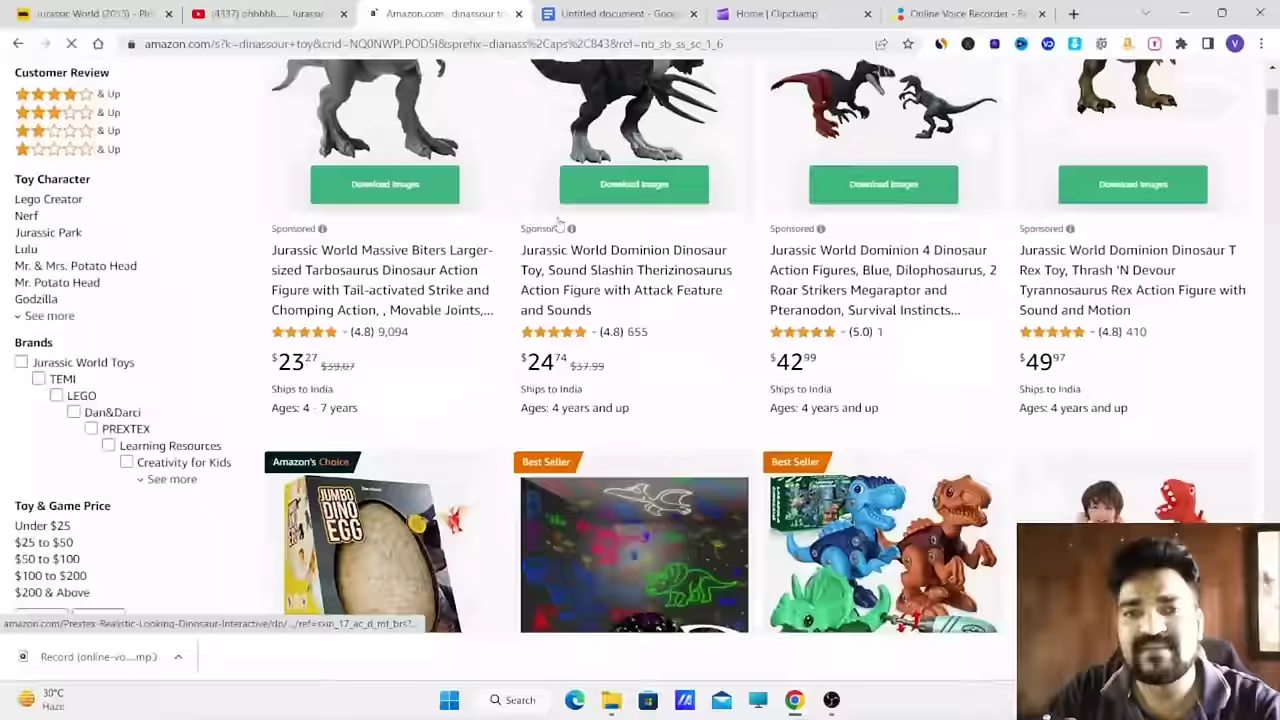 Jurassic World (2015) - Ple
(4337) ohhhhh.... Jurassic
Amazon.com : dinassour to
Untitled document - Goog
Home | Clipchamp
Online Voice Recorder - Re
amazon.com/s?k=dinassour+toy&crid=NQ0NWPLPOD5I&sprefix=dianass%2Caps%2C843&ref=nb_sb_ss_sc_1_6
V
Customer Review
& Up
& Up
& Up
& Up
Toy Character
Lego Creator
Nerf
Jurassic Park
Lulu
Mr. & Mrs. Potato Head
Mr. Potato Head
Godzilla
See more
Brands
Jurassic World Toys
TEMI
LEGO
Dan&Darci
PREXTEX
Learning Resources
Creativity for Kids
See more
Toy & Game Price
Under $25
$25 to $50
$50 to $100
$100 to $200
$200 & Above
Download Images
Sponsored
Jurassic World Massive Biters Larger-
sized Tarbosaurus Dinosaur Action
Figure with Tail-activated Strike and
Chomping Action, , Movable Joints,...
(4.8) 9,094
$23.27 $39.07
Ships to India
Ages: 4 - 7 years
Download Images
Sponsor
Jurassic World Dominion Dinosaur
Toy, Sound Slashin Therizinosaurus
Action Figure with Attack Feature
and Sounds
(4.8) 655
$24.74 $37.99
Ships to India
Ages: 4 years and up
Download Images
Sponsored
Jurassic World Dominion 4 Dinosaur
Action Figures, Blue, Dilophosaurus, 2
Roar Strikers Megaraptor and
Pteranodon, Survival Instincts...
(5.0) 1
$42.99
Ships to India
Ages: 4 years and up
Download Images
Sponsored
Jurassic World Dominion Dinosaur T
Rex Toy, Thrash 'N Devour
Tyrannosaurus Rex Action Figure with
Sound and Motion
(4.8) 410
$49.97
Ships to India
Ages: 4 years and up
Amazon's Choice
JUMBO
DINO
EGG
Best Seller
Best Seller
amazon.com/Prextex-Realistic-Looking-Dinosaur-Interactive/dp/.../ref=sxin_17_ac_d_mf_brs?...
Record (online-vo....mp3
30°C
Haze
Search